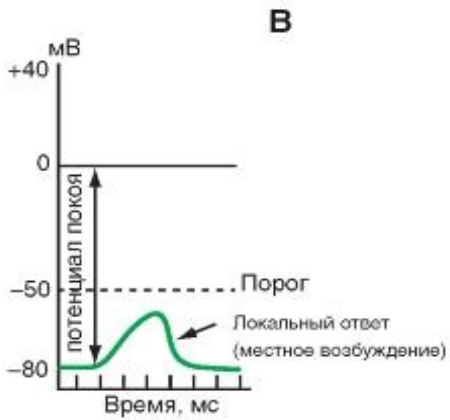 В
мВ
+40
0
потенциал покоя
−50
Порог
Локальный ответ
(местное возбуждение)
−80
Время, мс